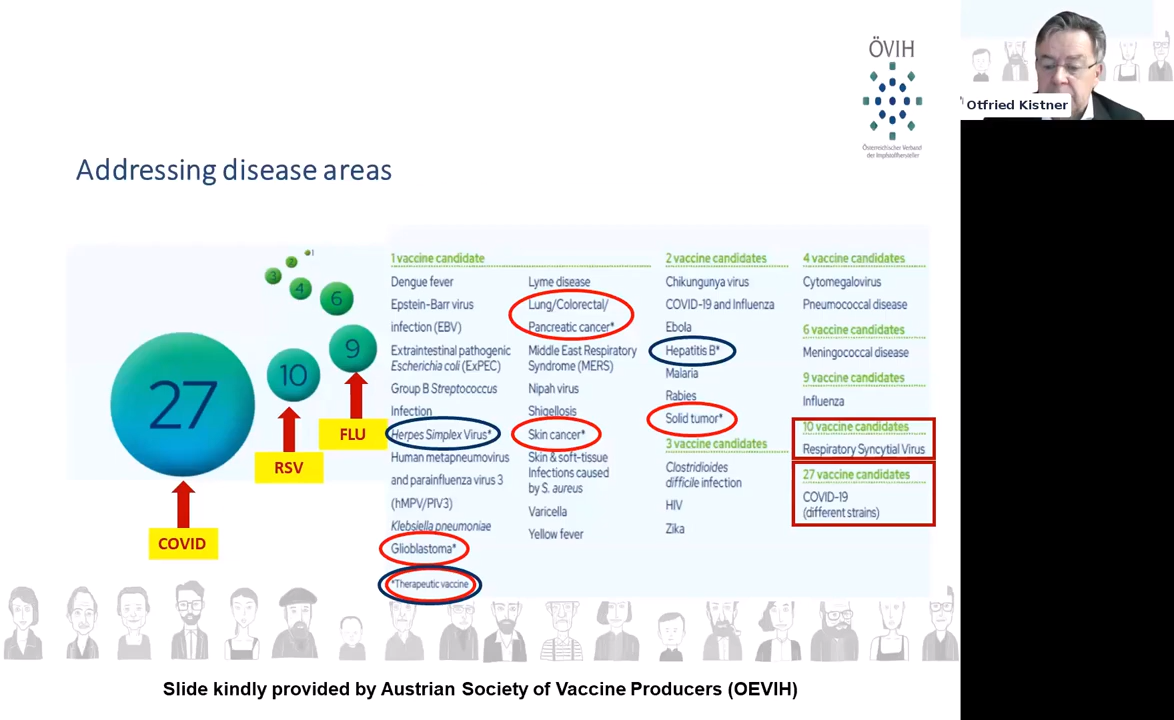 ÖVIH
Österreichischer Verband
der Impfstoffhersteller
Otfried Kistner
Addressing disease areas
1
2
3
4
6
9
10
27
FLU
RSV
COVID
1 vaccine candidate
Dengue fever
Epstein-Barr virus
infection (EBV)
Extraintestinal pathogenic
Escherichia coli (ExPEC)
Group B Streptococcus
Infection
Herpes Simplex Virus*
Human metapneumovirus
and parainfluenza virus 3
(hMPV/PIV3)
Klebsiella pneumoniae
Glioblastoma*
*Therapeutic vaccine
Lyme disease
Lung/Colorectal/
Pancreatic cancer*
Middle East Respiratory
Syndrome (MERS)
Nipah virus
Shigellosis
Skin cancer*
Skin & soft-tissue
Infections caused
by S. aureus
Varicella
Yellow fever
2 vaccine candidates
Chikungunya virus
COVID-19 and Influenza
Ebola
Hepatitis B*
Malaria
Rabies
Solid tumor*
3 vaccine candidates
Clostridioides
difficile infection
HIV
Zika
4 vaccine candidates
Cytomegalovirus
Pneumococcal disease
6 vaccine candidates
Meningococcal disease
9 vaccine candidates
Influenza
10 vaccine candidates
Respiratory Syncytial Virus
27 vaccine candidates
COVID-19
(different strains)
Slide kindly provided by Austrian Society of Vaccine Producers (OEVIH)